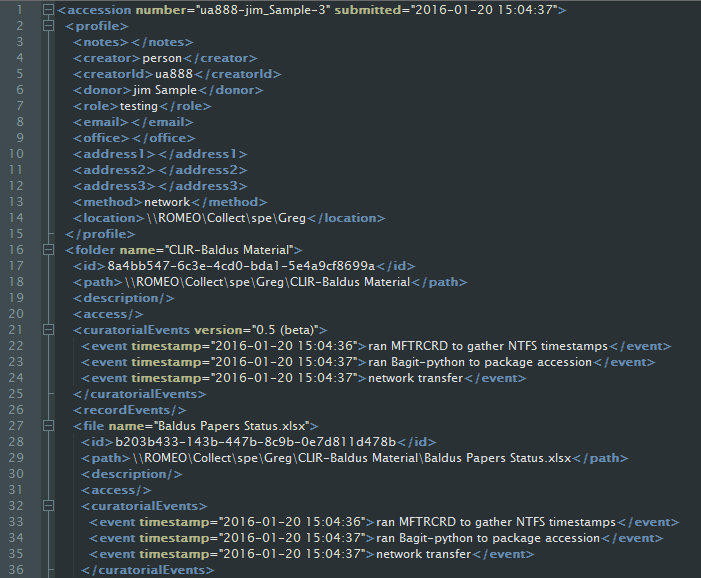 1 <accession number="ua888-jim_Sample-3" submitted="2016-01-20 15:04:37">
2 <profile>
3 <notes></notes>
4 <creator>person</creator>
5 <creatorId>ua888</creatorId>
6 <donor>jim Sample</donor>
7 <role>testing</role>
8 <email></email>
9 <office></office>
10 <address1></address1>
11 <address2></address2>
12 <address3></address3>
13 <method>network</method>
14 <location>\\ROMEO\Collect\spe\Greg</location>
15 </profile>
16 <folder name="CLIR-Baldus Material">
17 <id>8a4bb547-6c3e-4cd0-bda1-5e4a9cf8699a</id>
18 <path>\\ROMEO\Collect\spe\Greg\CLIR-Baldus Material</path>
19 <description/>
20 <access/>
21 <curatorialEvents version="0.5 (beta)">
22 <event timestamp="2016-01-20 15:04:36">ran MFTRCRD to gather NTFS timestamps</event>
23 <event timestamp="2016-01-20 15:04:37">ran Bagit-python to package accession</event>
24 <event timestamp="2016-01-20 15:04:37">network transfer</event>
25 </curatorialEvents>
26 <recordEvents/>
27 <file name="Baldus Papers Status.xlsx">
28 <id>b203b433-143b-447b-8c9b-0e7d811d478b</id>
29 <path>\\ROMEO\Collect\spe\Greg\CLIR-Baldus Material\Baldus Papers Status.xlsx</path>
30 <description/>
31 <access/>
32 <curatorialEvents>
33 <event timestamp="2016-01-20 15:04:36">ran MFTRCRD to gather NTFS timestamps</event>
34 <event timestamp="2016-01-20 15:04:37">ran Bagit-python to package accession</event>
35 <event timestamp="2016-01-20 15:04:37">network transfer</event>
36 </curatorialEvents>